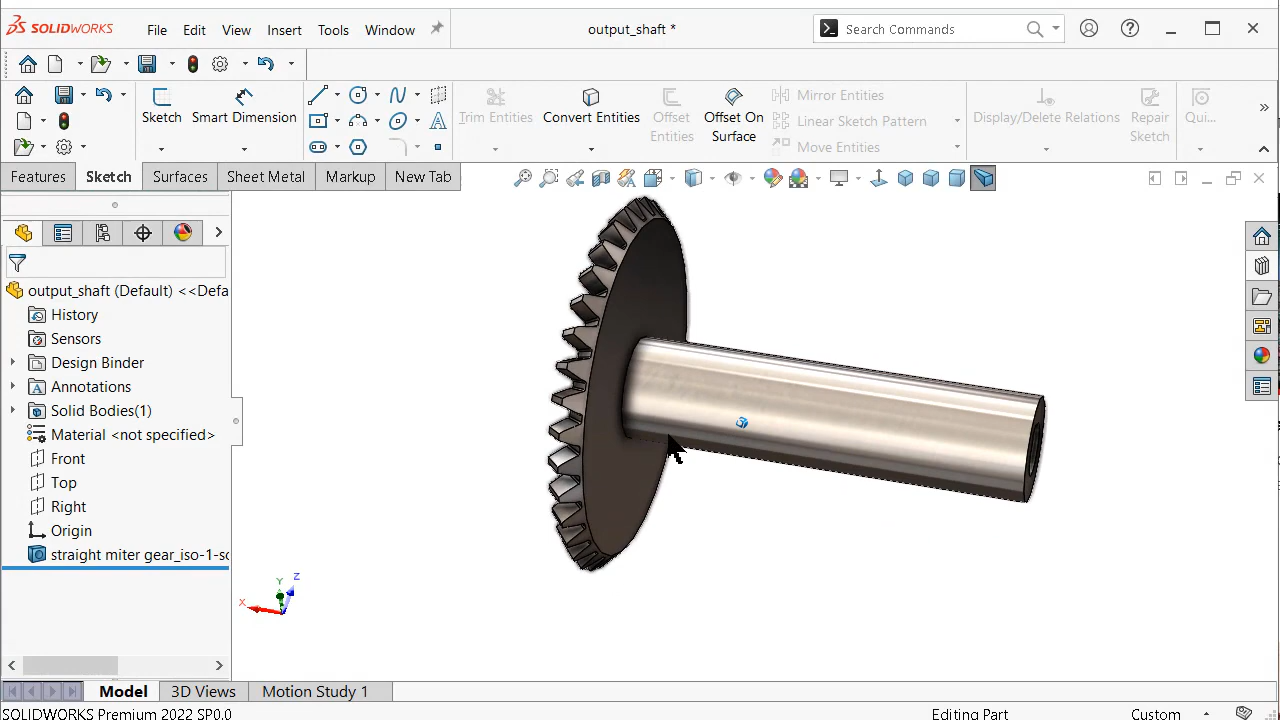 SOLIDWORKS
File Edit View Insert Tools Window
output_shaft *
Search Commands
Sketch
Smart Dimension
Trim Entities
Convert Entities
Offset Entities
Offset On Surface
Mirror Entities
Linear Sketch Pattern
Move Entities
Display/Delete Relations
Repair Sketch
Qui...
Features Sketch Surfaces Sheet Metal Markup New Tab
output_shaft (Default) <<Defa
History
Sensors
Design Binder
Annotations
Solid Bodies(1)
Material <not specified>
Front
Top
Right
Origin
straight miter gear_iso-1-so
Y
Z
X
Model 3D Views Motion Study 1
SOLIDWORKS Premium 2022 SP0.0
Editing Part
Custom